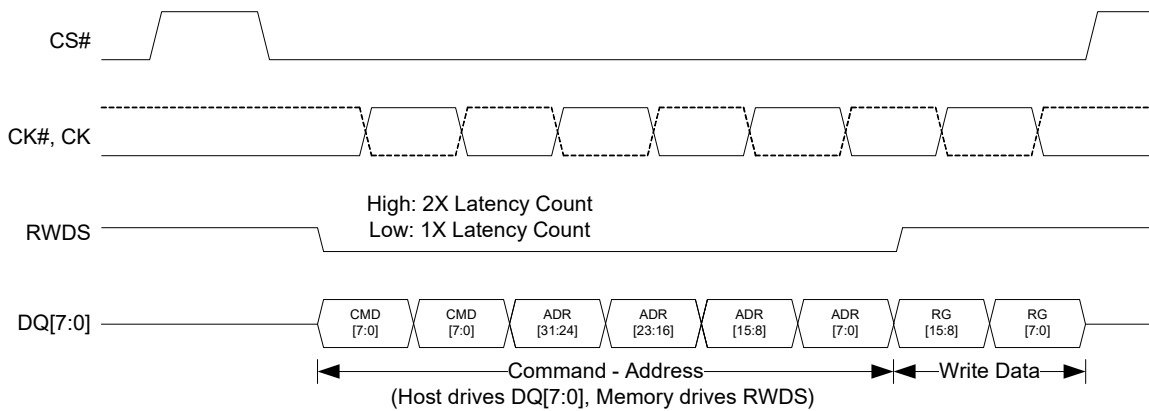 CS#
CK#, CK
High: 2X Latency Count
Low: 1X Latency Count
RWDS
DQ[7:0]
CMD [7:0]
CMD [7:0]
ADR [31:24]
ADR [23:16]
ADR [15:8]
ADR [7:0]
RG [15:8]
RG [7:0]
Command - Address
Write Data
(Host drives DQ[7:0], Memory drives RWDS)